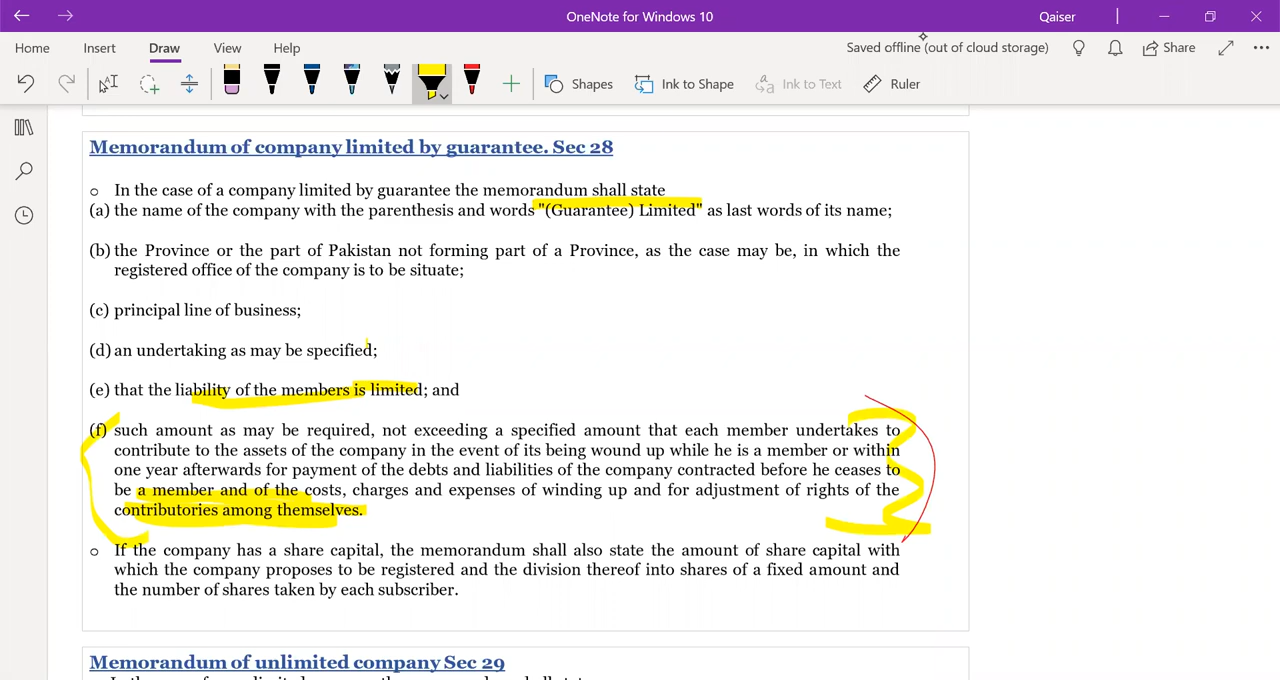 OneNote for Windows 10
Qaiser
Home Insert Draw View Help
Saved offline (out of cloud storage)
Share
Shapes
Ink to Shape
Ink to Text
Ruler
Memorandum of company limited by guarantee. Sec 28
o In the case of a company limited by guarantee the memorandum shall state
(a) the name of the company with the parenthesis and words "(Guarantee) Limited" as last words of its name;
(b) the Province or the part of Pakistan not forming part of a Province, as the case may be, in which the
registered office of the company is to be situate;
(c) principal line of business;
(d) an undertaking as may be specified;
(e) that the liability of the members is limited; and
(f) such amount as may be required, not exceeding a specified amount that each member undertakes to
contribute to the assets of the company in the event of its being wound up while he is a member or within
one year afterwards for payment of the debts and liabilities of the company contracted before he ceases to
be a member and of the costs, charges and expenses of winding up and for adjustment of rights of the
contributories among themselves.
o If the company has a share capital, the memorandum shall also state the amount of share capital with
which the company proposes to be registered and the division thereof into shares of a fixed amount and
the number of shares taken by each subscriber.
Memorandum of unlimited company Sec 29